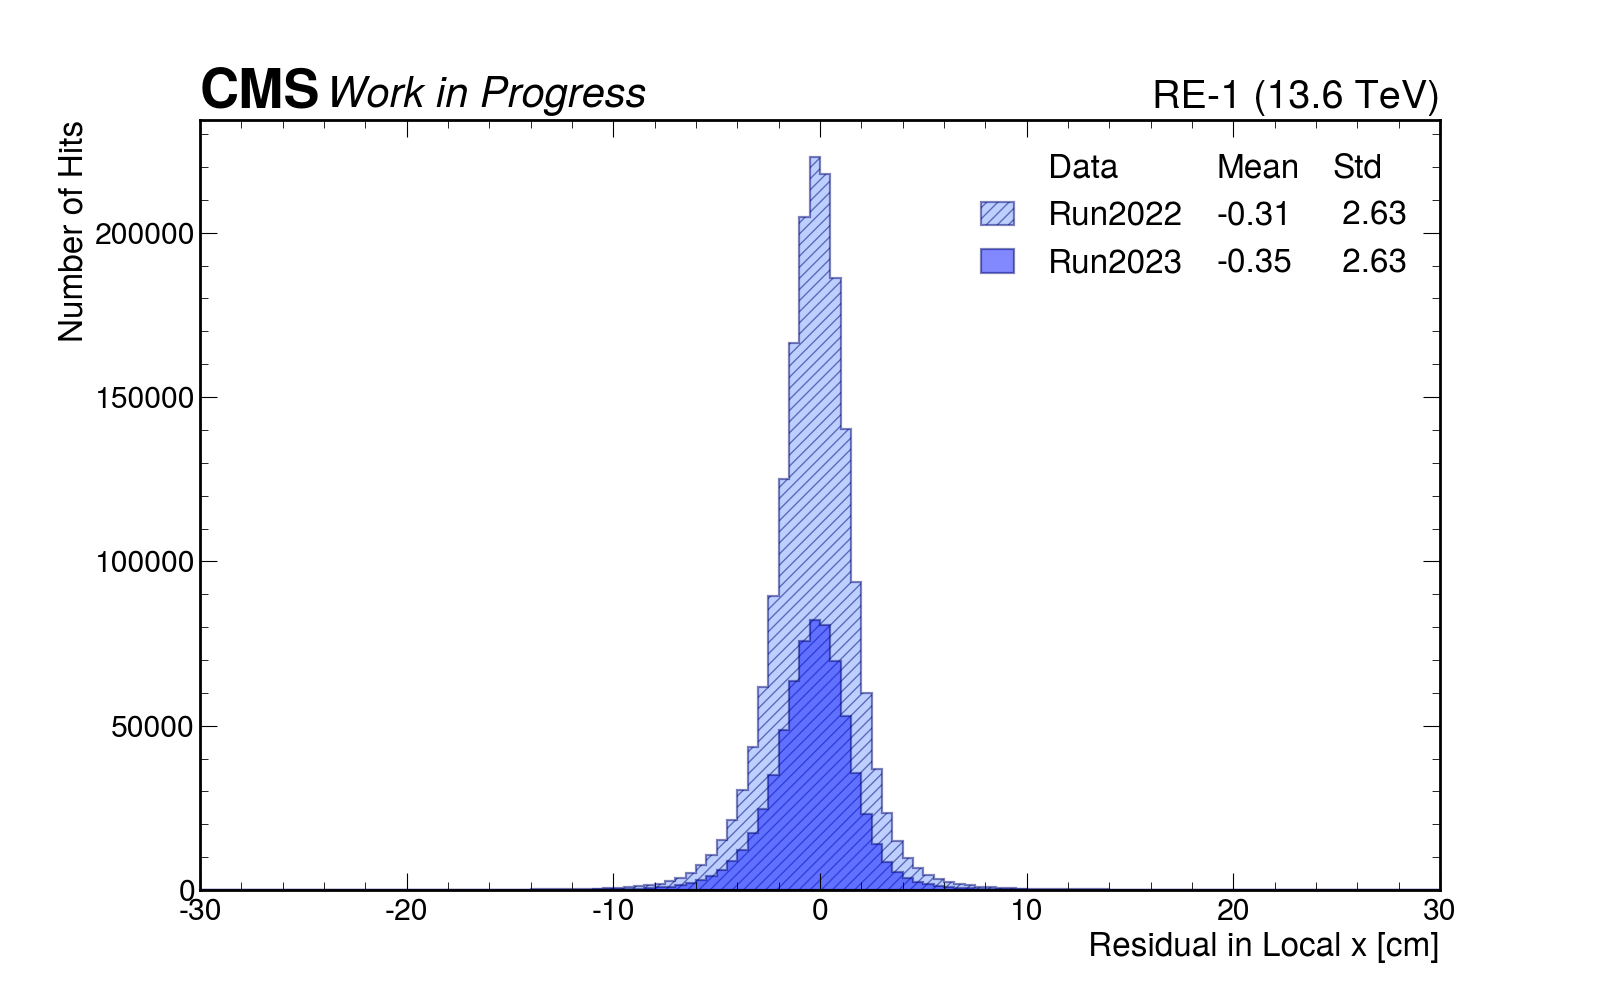 CMS Work in Progress
RE-1 (13.6 TeV)
Number of Hits
Data Mean Std
Run2022 -0.31 2.63
Run2023 -0.35 2.63
200000
150000
100000
50000
0
-30 -20 -10 0 10 20 30
Residual in Local x [cm]